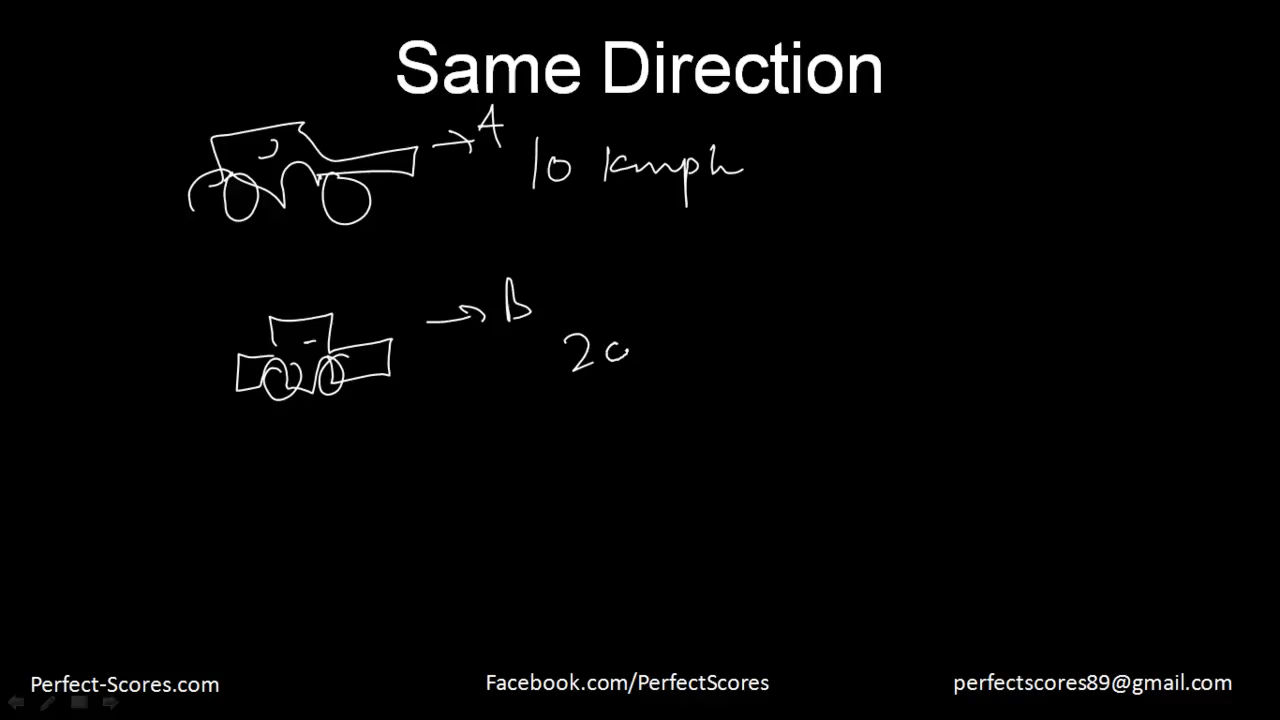 Same Direction
A
10 kmph
B
20
Perfect-Scores.com
Facebook.com/PerfectScores
perfectscores89@gmail.com